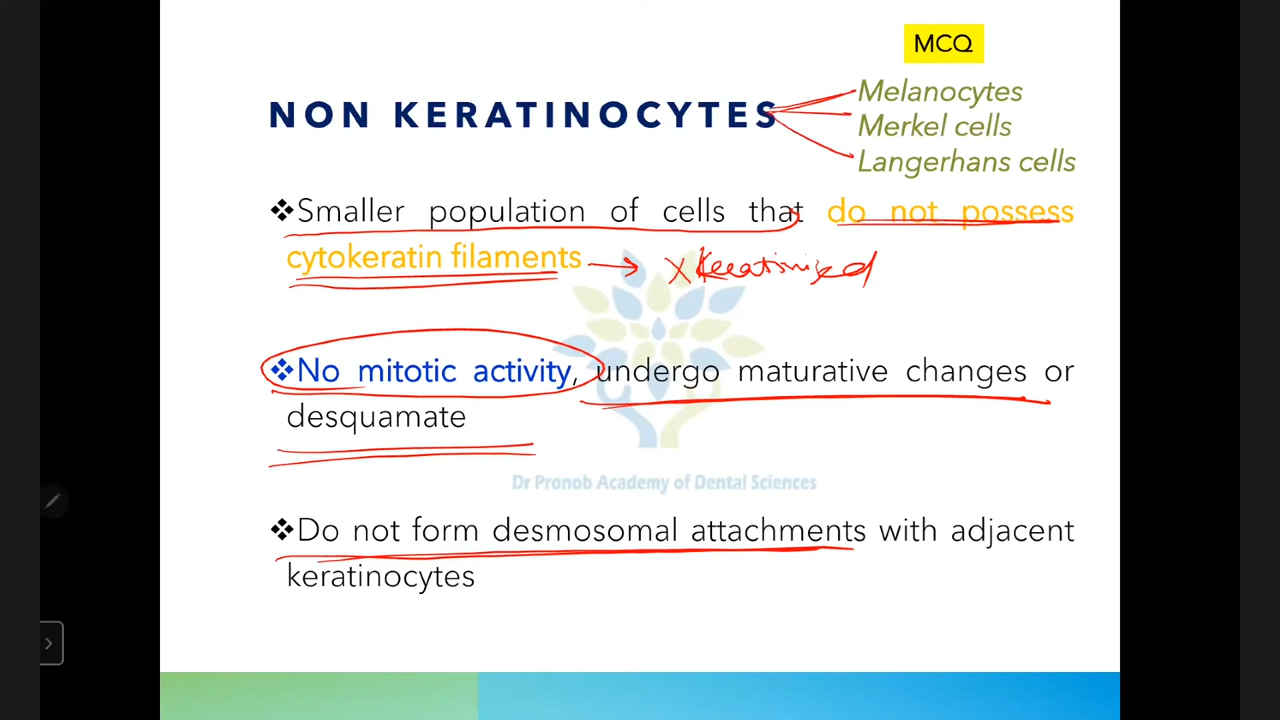 MCQ
NON KERATINOCYTES
Melanocytes
Merkel cells
Langerhans cells
❖Smaller population of cells that do not possess
cytokeratin filaments → X Keratinized
❖No mitotic activity, undergo maturative changes or
desquamate
Dr Pronob Academy of Dental Sciences
❖Do not form desmosomal attachments with adjacent
keratinocytes